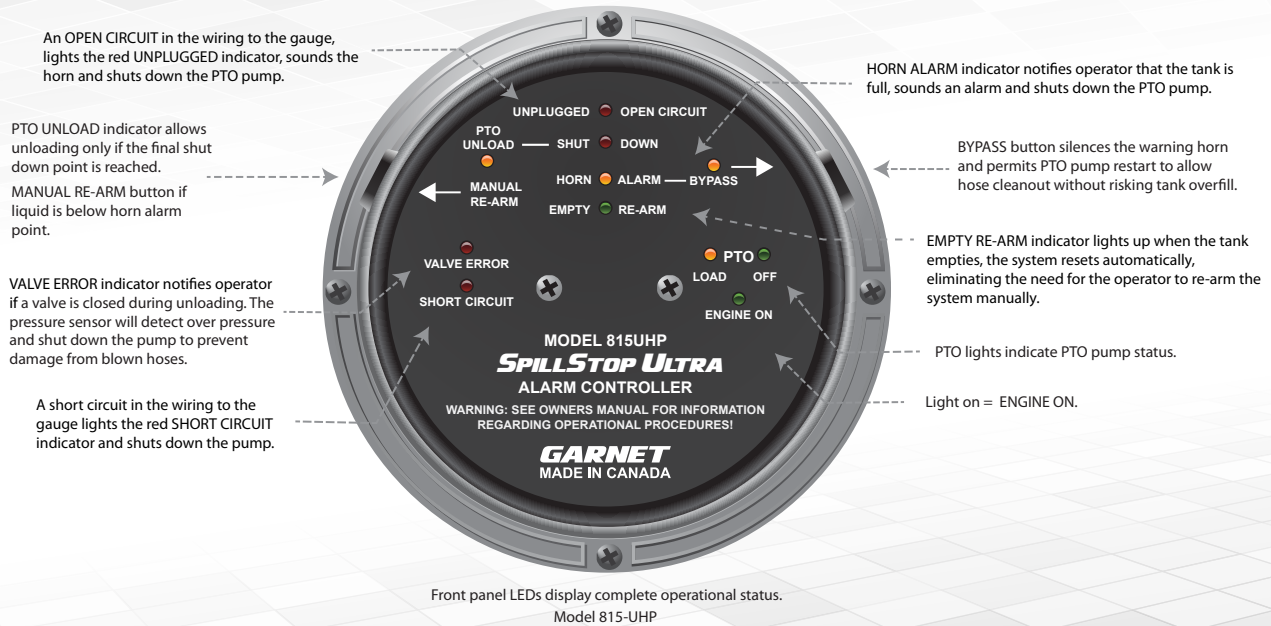 An OPEN CIRCUIT in the wiring to the gauge,
lights the red UNPLUGGED indicator, sounds the
horn and shuts down the PTO pump.
PTO UNLOAD indicator allows
unloading only if the final shut
down point is reached.
MANUAL RE-ARM button if
liquid is below horn alarm
point.
VALVE ERROR indicator notifies operator
if a valve is closed during unloading. The
pressure sensor will detect over pressure
and shut down the pump to prevent
damage from blown hoses.
A short circuit in the wiring to the
gauge lights the red SHORT CIRCUIT
indicator and shuts down the pump.
UNPLUGGED OPEN CIRCUIT
PTO
UNLOAD SHUT DOWN
HORN ALARM BYPASS
MANUAL
RE-ARM
EMPTY RE-ARM
VALVE ERROR
SHORT CIRCUIT
PTO
LOAD OFF
ENGINE ON
MODEL 815UHP
SPILLSTOP ULTRA
ALARM CONTROLLER
WARNING: SEE OWNERS MANUAL FOR INFORMATION
REGARDING OPERATIONAL PROCEDURES!
GARNET
MADE IN CANADA
HORN ALARM indicator notifies operator that the tank is
full, sounds an alarm and shuts down the PTO pump.
BYPASS button silences the warning horn
and permits PTO pump restart to allow
hose cleanout without risking tank overfill.
EMPTY RE-ARM indicator lights up when the tank
empties, the system resets automatically,
eliminating the need for the operator to re-arm the
system manually.
PTO lights indicate PTO pump status.
Light on = ENGINE ON.
Front panel LEDs display complete operational status.
Model 815-UHP